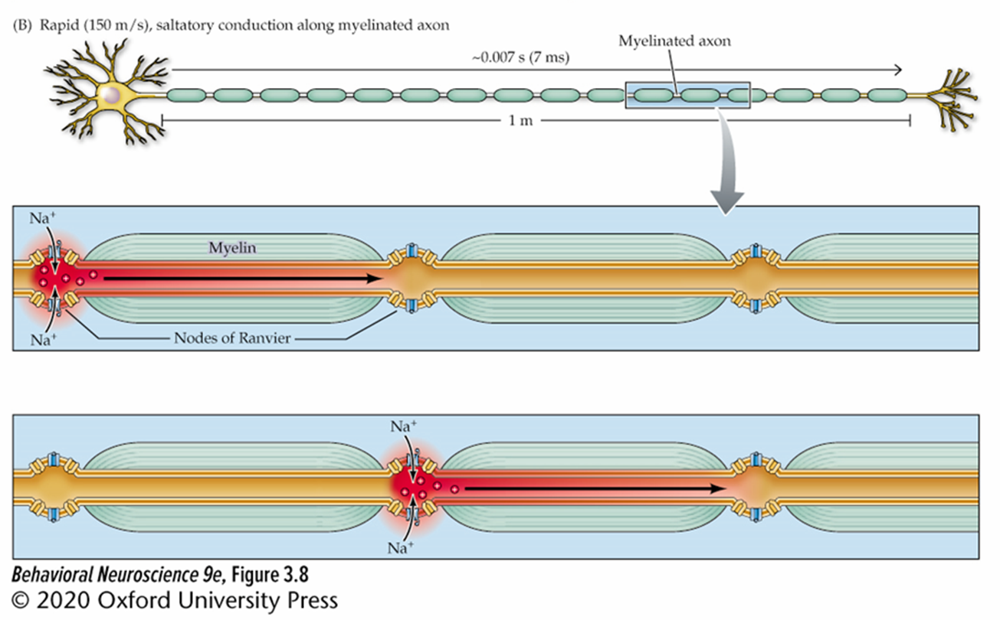 (B) Rapid (150 m/s), saltatory conduction along myelinated axon
Myelinated axon
~0.007 s (7 ms)
1 m
Na⁺
Myelin
Nodes of Ranvier
Na⁺
Na⁺
Na⁺
Behavioral Neuroscience 9e, Figure 3.8
© 2020 Oxford University Press